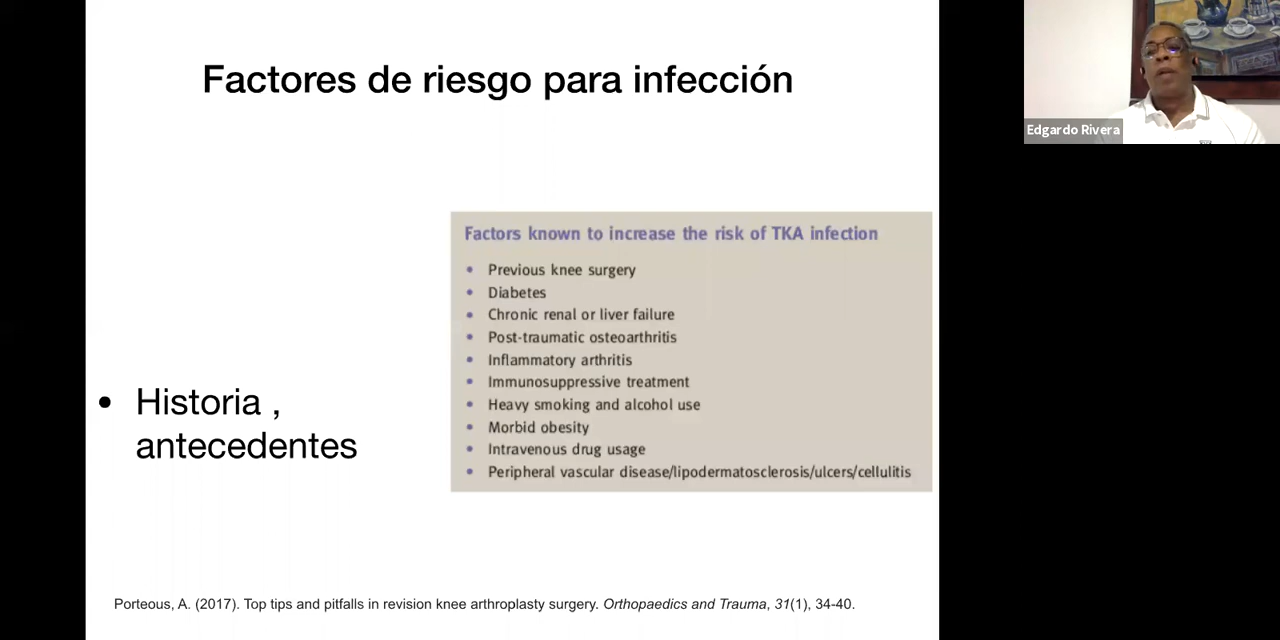 Factores de riesgo para infección
Edgardo Rivera
Factors known to increase the risk of TKA infection
• Previous knee surgery
• Diabetes
• Chronic renal or liver failure
• Post-traumatic osteoarthritis
• Inflammatory arthritis
• Immunosuppressive treatment
• Heavy smoking and alcohol use
• Morbid obesity
• Intravenous drug usage
• Peripheral vascular disease/lipodermatosclerosis/ulcers/cellulitis
• Historia ,
antecedentes
Porteous, A. (2017). Top tips and pitfalls in revision knee arthroplasty surgery. Orthopaedics and Trauma, 31(1), 34-40.